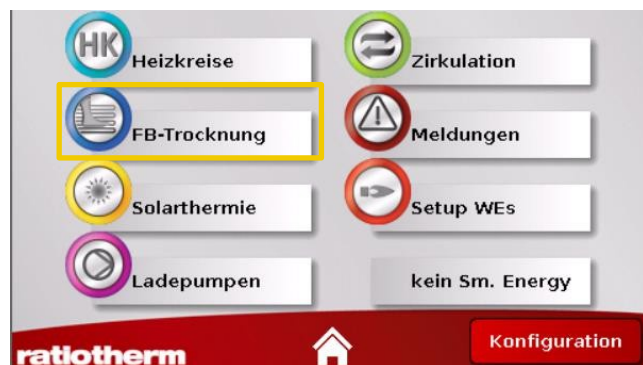 HK
Heizkreise
Zirkulation
FB-Trocknung
Meldungen
Solarthermie
Setup WEs
Ladepumpen
kein Sm. Energy
ratiotherm
Konfiguration